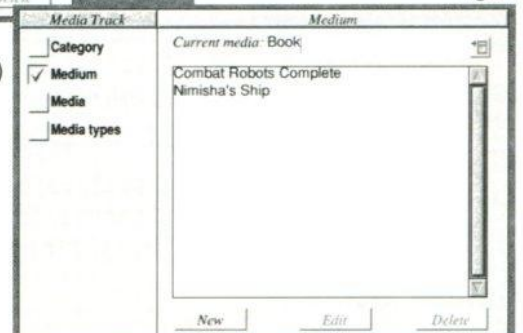 Media Track
Category
Medium
Media
Media types
Medium
Current media: Book
Combat Robots Complete
Nimisha's Ship
New Edit Delete